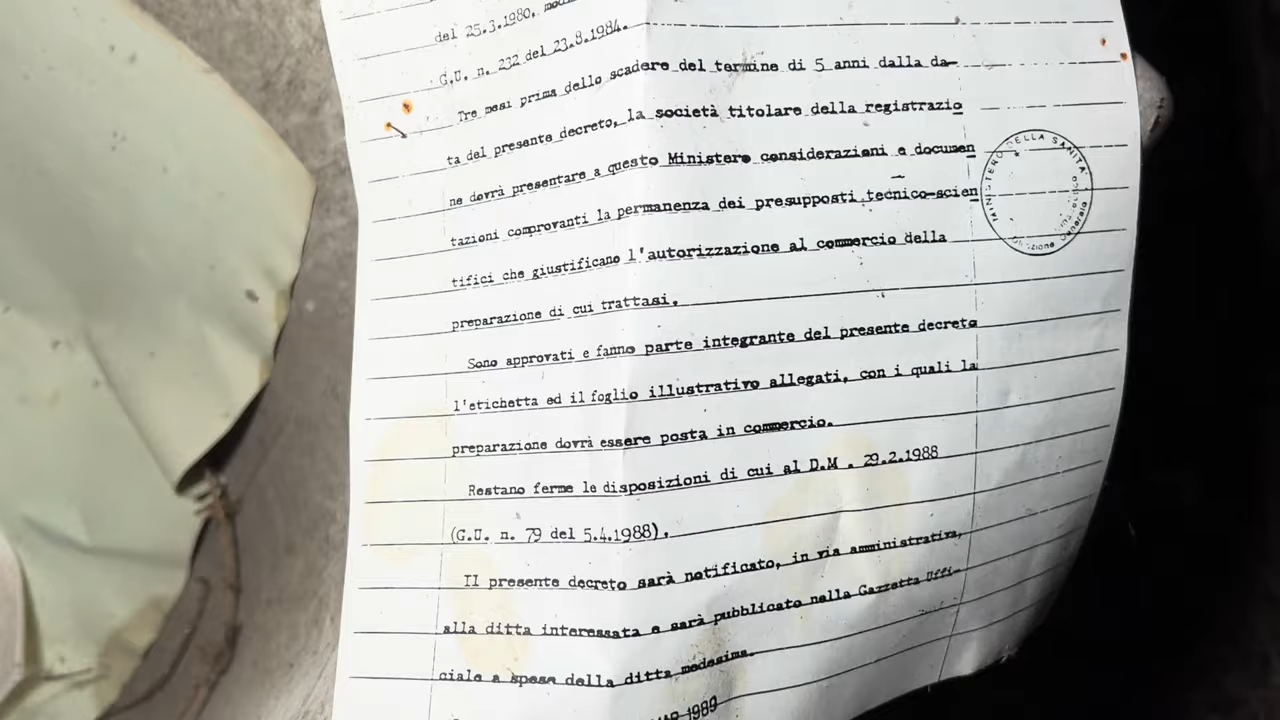 del 25.3.1980,
G.U. n. 232 del 23.8.1984.
Tre mesi prima dello scadere del termine di 5 anni dalla da-
ta del presente decreto, la società titolare della registrazio
ne dovrà presentare a questo Ministero considerazioni e documen
tazioni comprovanti la permanenza dei presupposti tecnico-scien
tifici che giustificano l'autorizzazione al commercio della
preparazione di cui trattasi.
Sono approvati e fanno parte integrante del presente decreto
l'etichetta ed il foglio illustrativo allegati, con i quali la
preparazione dovrà essere posta in commercio.
Restano ferme le disposizioni di cui al D.M. 29.2.1988
(G.U. n. 79 del 5.4.1988).
Il presente decreto sarà notificato, in via amministrativa,
alla ditta interessata e sarà pubblicato nella Gazzetta Uffi-
ciale a spese della ditta medesima.
1989
MINISTERO DELLA SANITA'